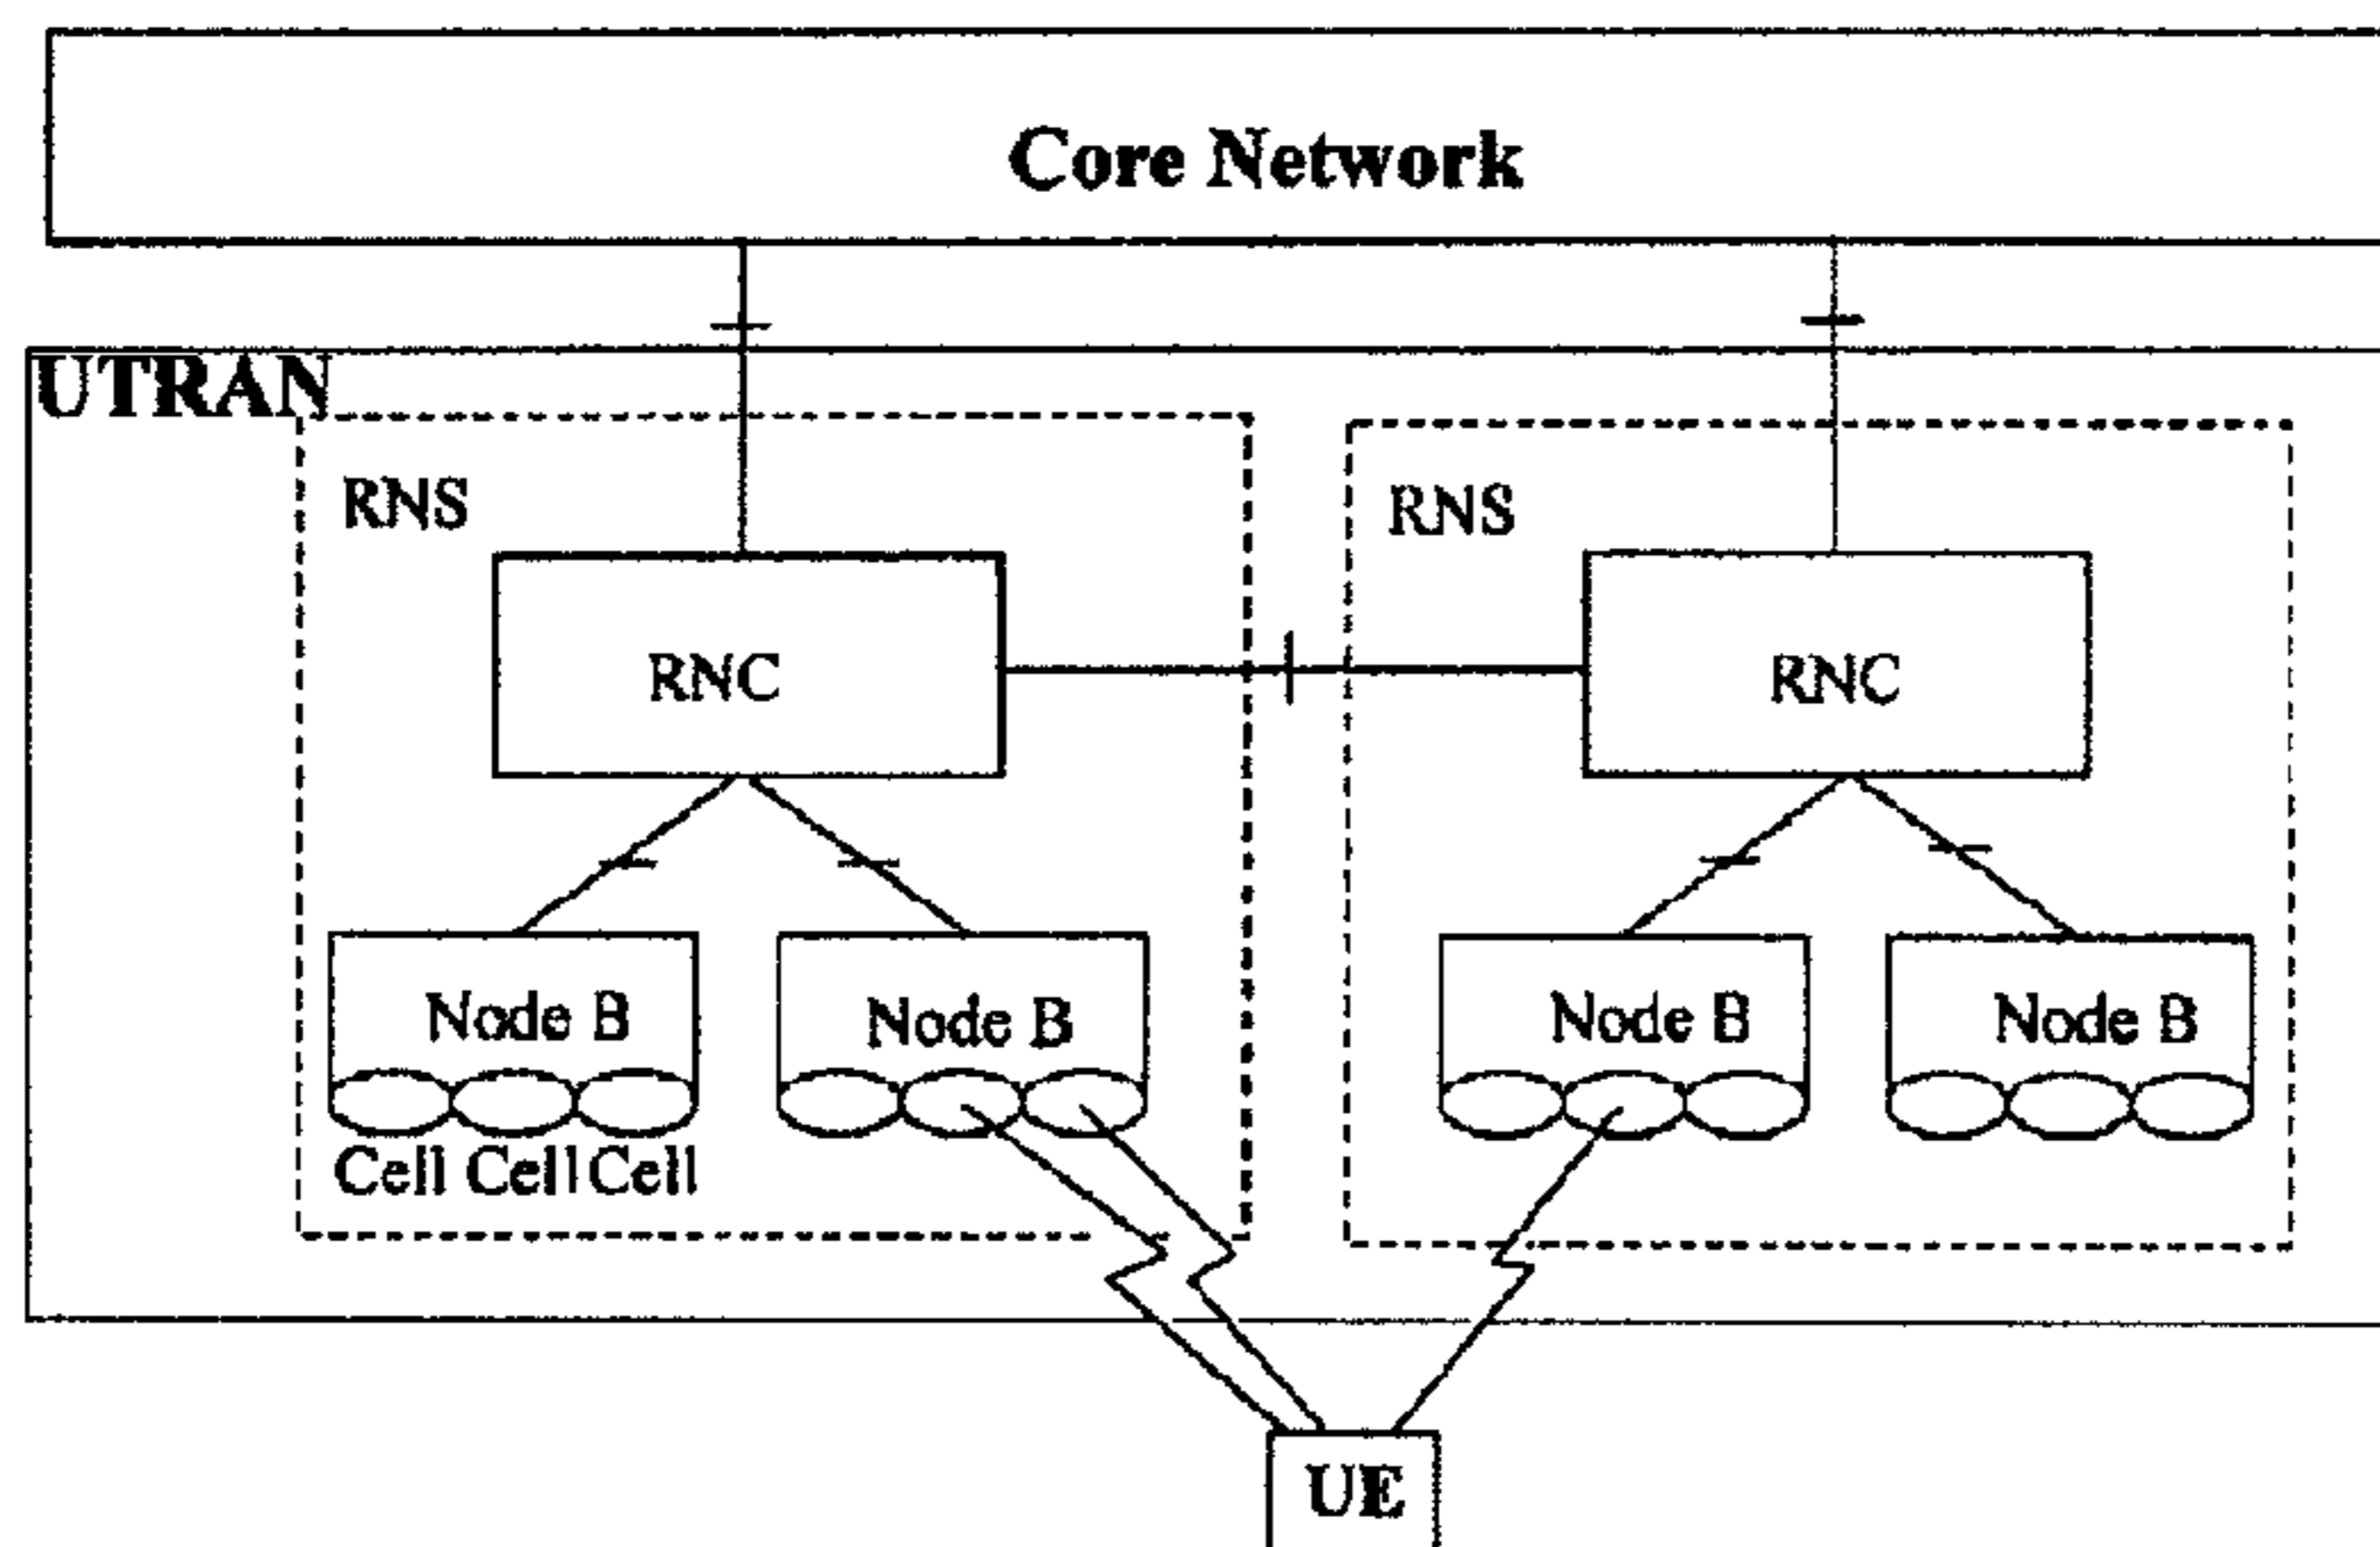 Core Network
UTRAN
RNS
RNS
RNC
RNC
Node B
Node B
Node B
Node B
Cell Cell Cell
UE